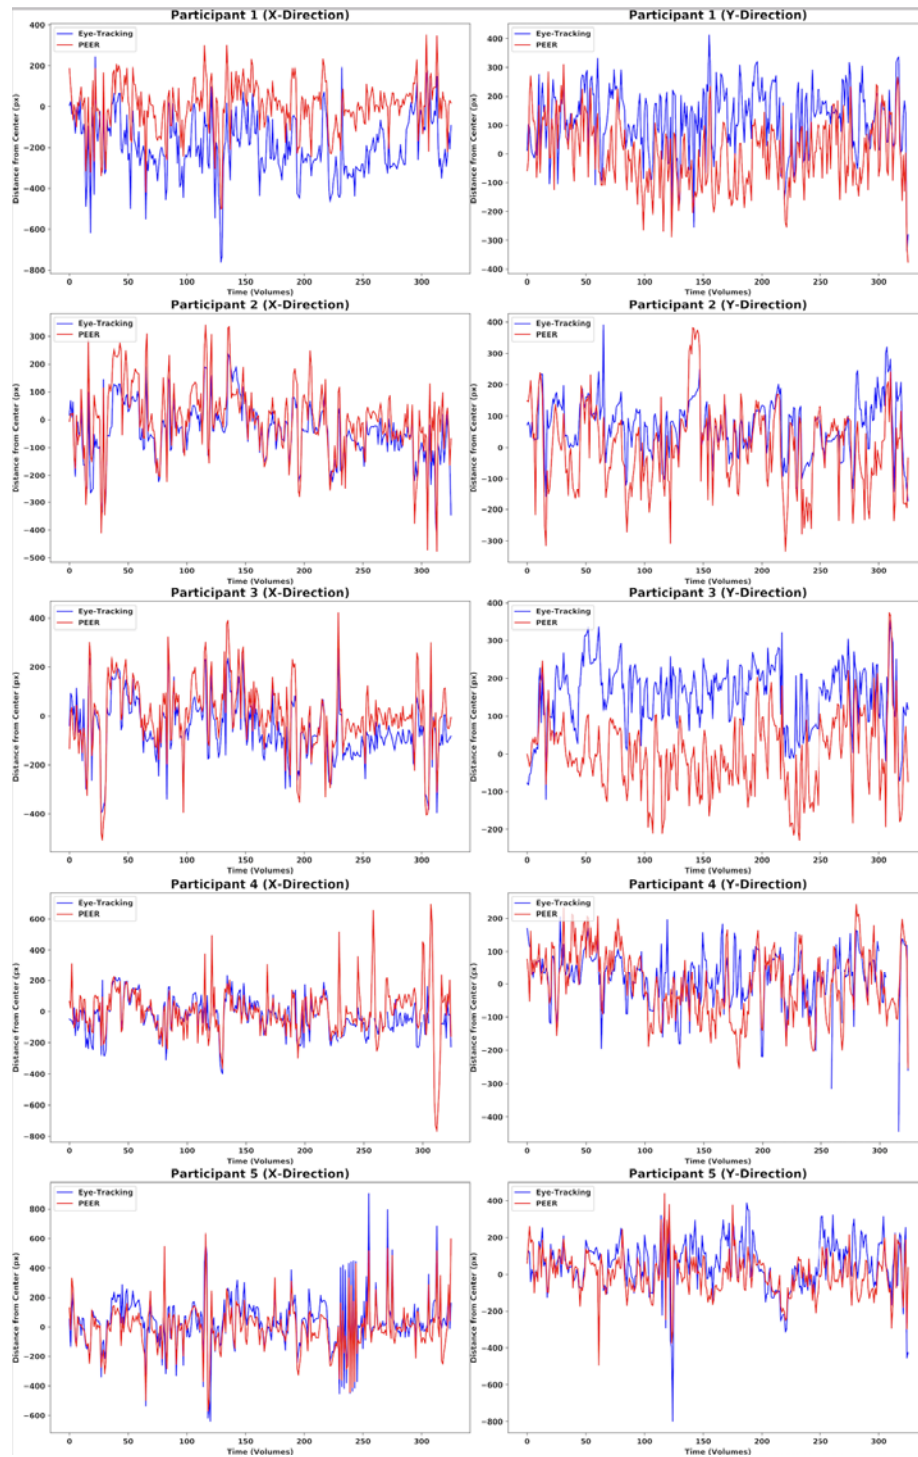 Participant 1 (X-Direction)
Eye-Tracking
PEER
Distance from Center (px)
400
200
0
−200
−400
−600
−800
0 50 100 150 200 250 300
Time (Volumes)
Participant 1 (Y-Direction)
Eye-Tracking
PEER
Distance from Center (px)
400
300
200
100
0
−100
−200
−300
−400
0 50 100 150 200 250 300
Time (Volumes)
Participant 2 (X-Direction)
Eye-Tracking
PEER
Distance from Center (px)
300
200
100
0
−100
−200
−300
−400
−500
0 50 100 150 200 250 300
Time (Volumes)
Participant 2 (Y-Direction)
Eye-Tracking
PEER
Distance from Center (px)
400
300
200
100
0
−100
−200
−300
0 50 100 150 200 250 300
Time (Volumes)
Participant 3 (X-Direction)
Eye-Tracking
PEER
Distance from Center (px)
400
200
0
−200
−400
0 50 100 150 200 250 300
Time (Volumes)
Participant 3 (Y-Direction)
Eye-Tracking
PEER
Distance from Center (px)
400
300
200
100
0
−100
−200
0 50 100 150 200 250 300
Time (Volumes)
Participant 4 (X-Direction)
Eye-Tracking
PEER
Distance from Center (px)
600
400
200
0
−200
−400
−600
−800
0 50 100 150 200 250 300
Time (Volumes)
Participant 4 (Y-Direction)
Eye-Tracking
PEER
Distance from Center (px)
200
100
0
−100
−200
−300
−400
0 50 100 150 200 250 300
Time (Volumes)
Participant 5 (X-Direction)
Eye-Tracking
PEER
Distance from Center (px)
800
600
400
200
0
−200
−400
−600
0 50 100 150 200 250 300
Time (Volumes)
Participant 5 (Y-Direction)
Eye-Tracking
PEER
Distance from Center (px)
400
200
0
−200
−400
−600
−800
0 50 100 150 200 250 300
Time (Volumes)